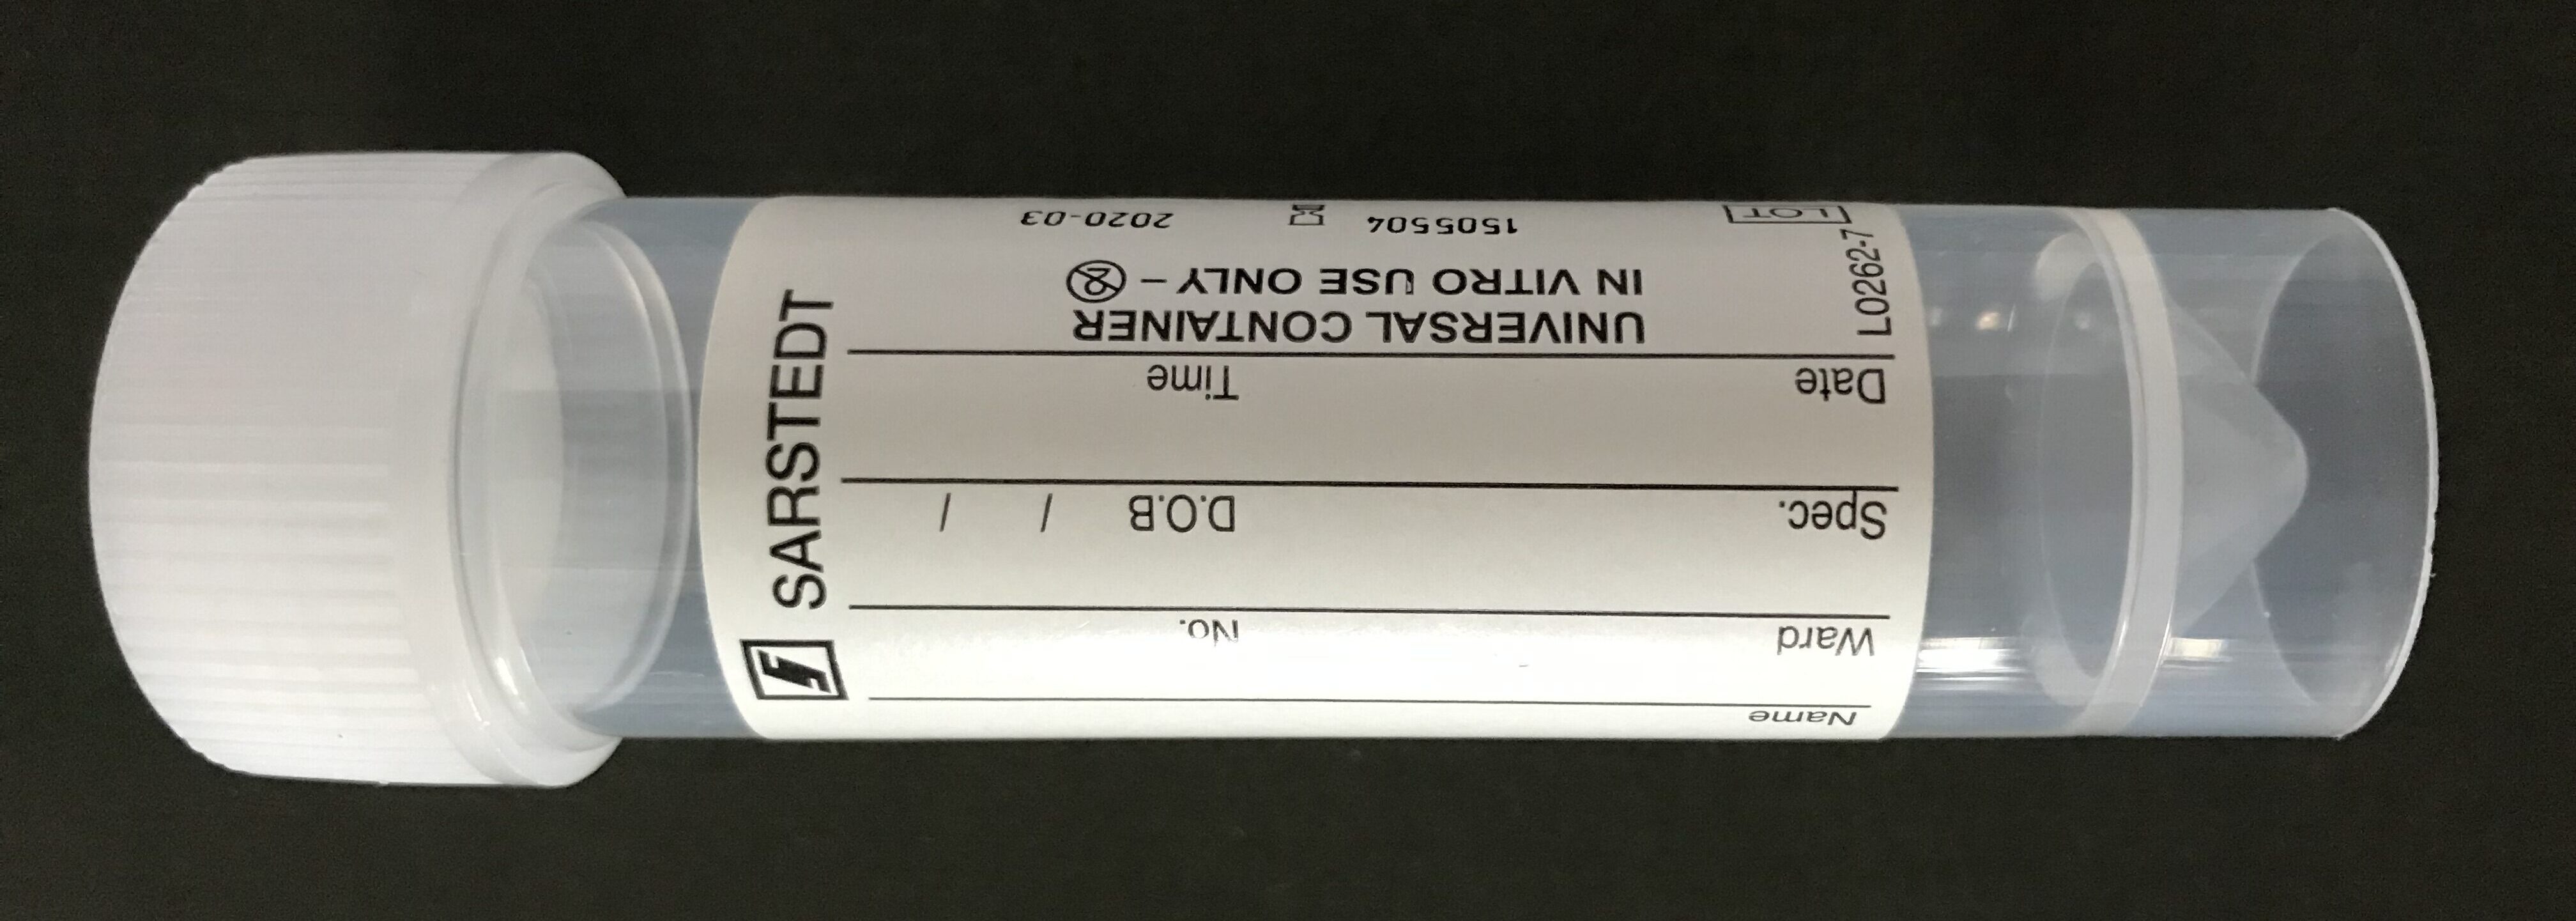 SARSTEDT
Name
Ward No.
Spec. D.O.B / /
Date Time
UNIVERSAL CONTAINER
IN VITRO USE ONLY –
LOT 1505504 2020-03
L0262-7